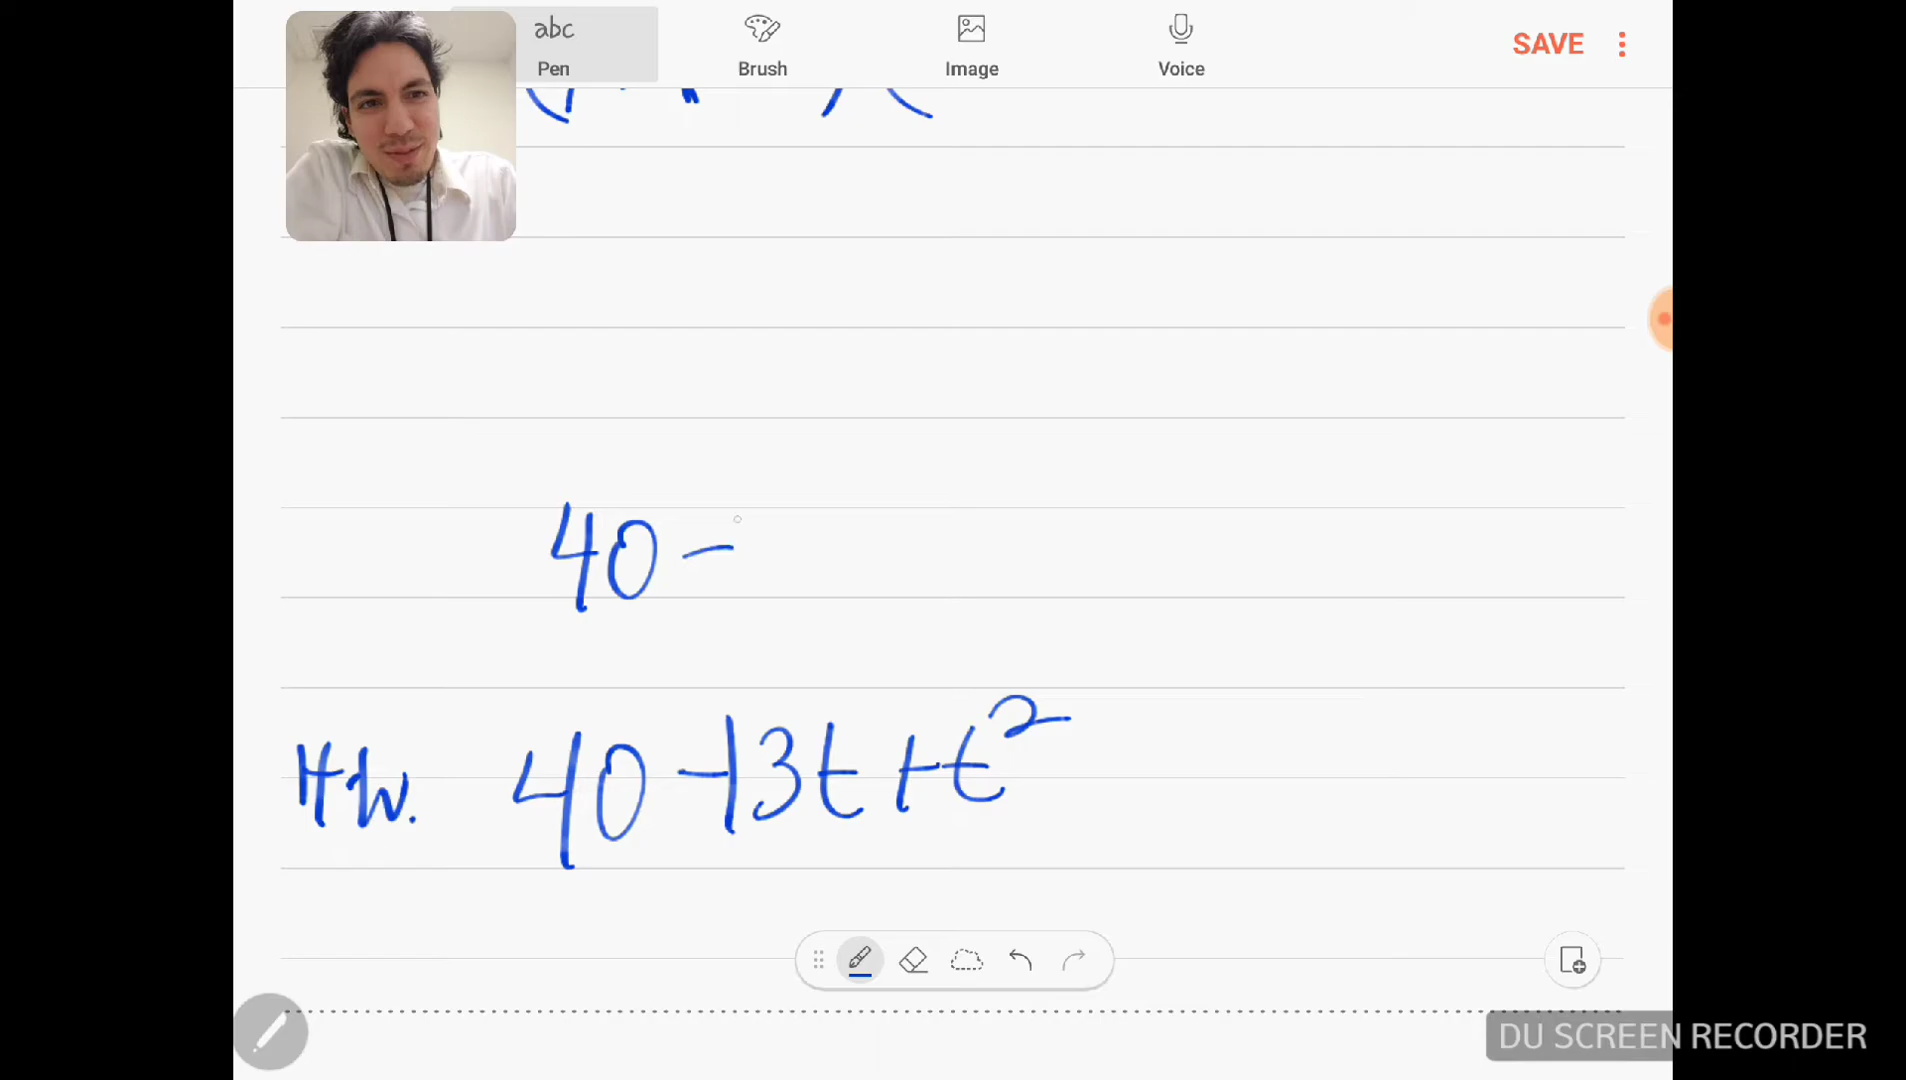 abc
Pen
Brush
Image
Voice
SAVE
40 -
HW. 40 -13t +t²
DU SCREEN RECORDER